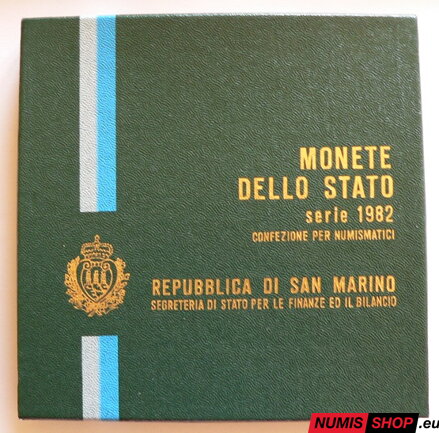 MONETE
DELLO STATO
serie 1982
CONFEZIONE PER NUMISMATICI
REPUBBLICA DI SAN MARINO
SEGRETERIA DI STATO PER LE FINANZE ED IL BILANCIO
NUMIS SHOP .eu